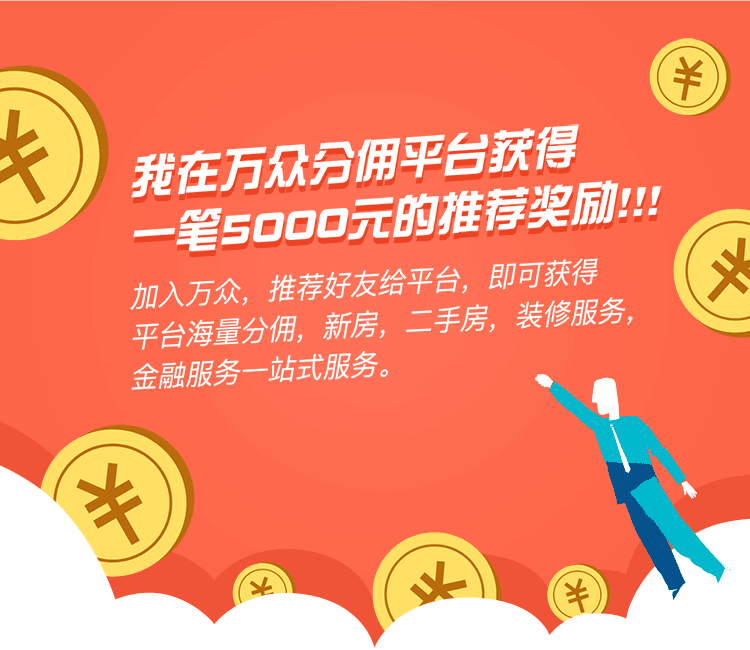 我在万众分佣平台获得
一笔5000元的推荐奖励!!!
加入万众，推荐好友给平台，即可获得
平台海量分佣，新房，二手房，装修服务，
金融服务一站式服务。